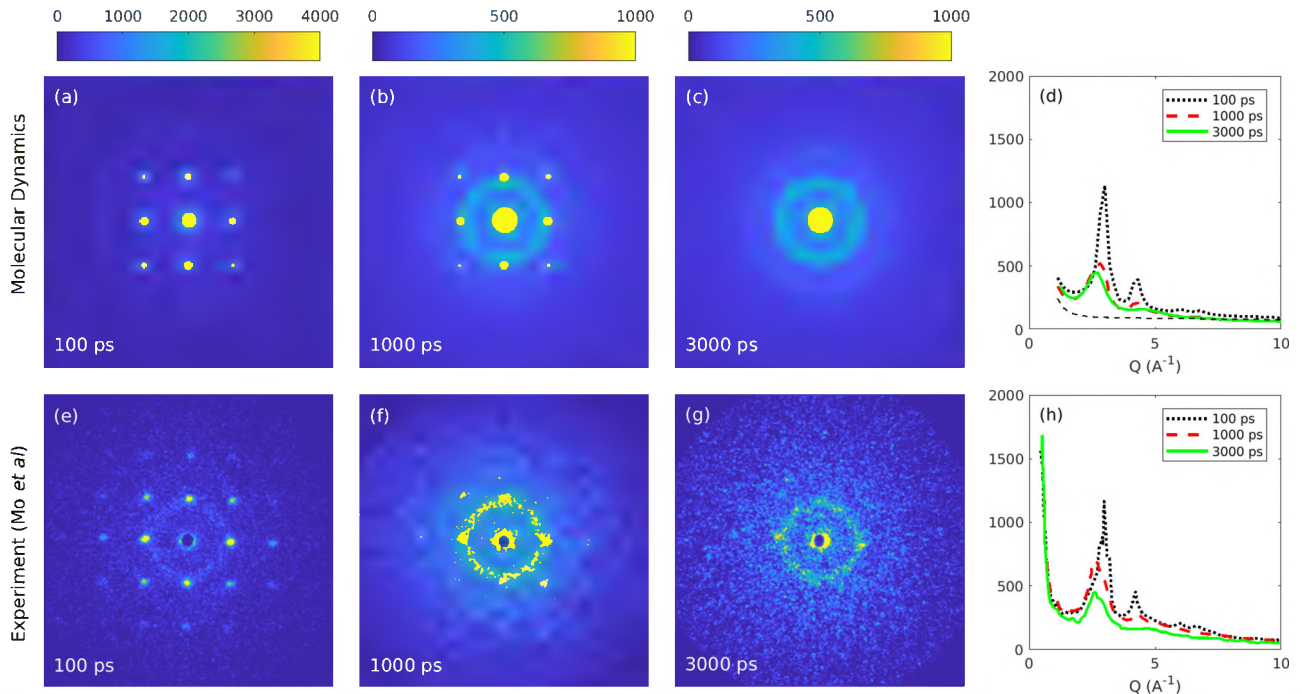 0 1000 2000 3000 4000
0 500 1000
0 500 1000
Molecular Dynamics
(a)
100 ps
(b)
1000 ps
(c)
3000 ps
(d)
100 ps
1000 ps
3000 ps
2000
1500
1000
500
0
0 5 10
Q (A⁻¹)
Experiment (Mo et al)
(e)
100 ps
(f)
1000 ps
(g)
3000 ps
(h)
100 ps
1000 ps
3000 ps
2000
1500
1000
500
0
0 5 10
Q (A⁻¹)